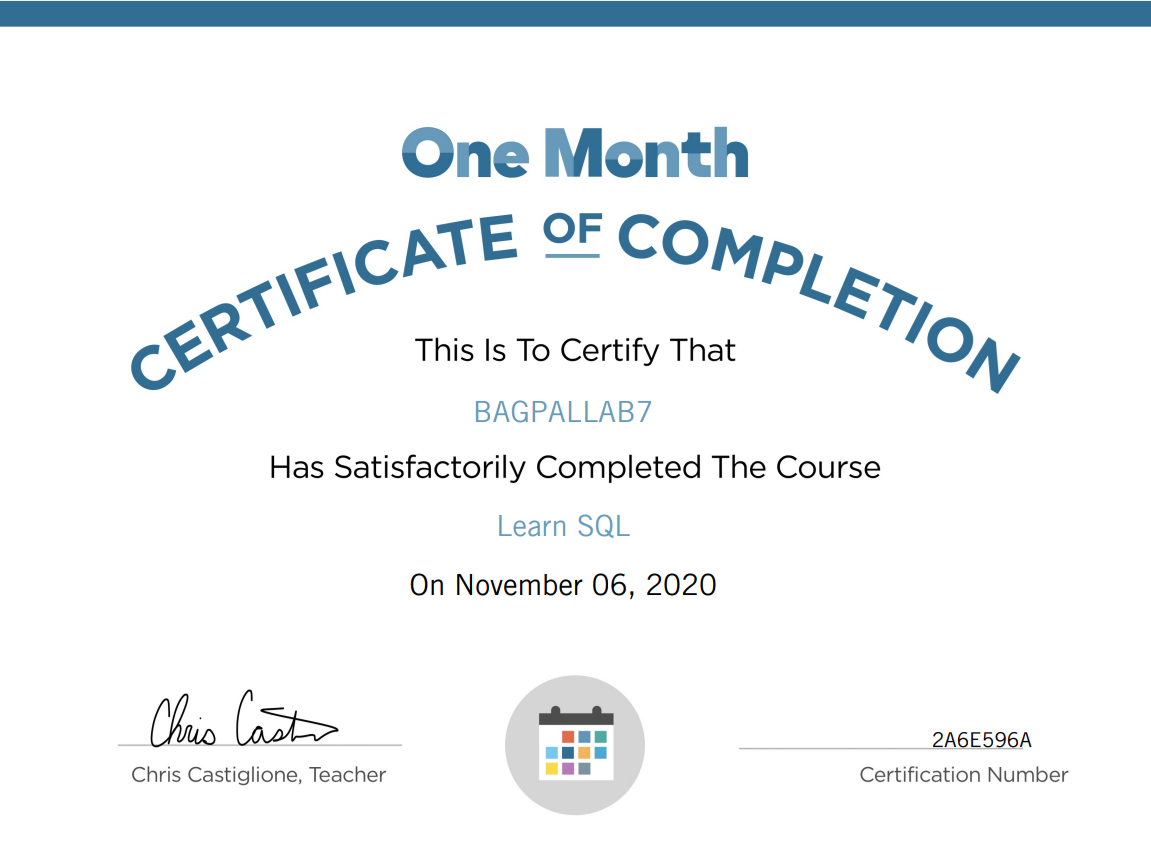 One Month
CERTIFICATE OF COMPLETION
This Is To Certify That
BAGPALLAB7
Has Satisfactorily Completed The Course
Learn SQL
On November 06, 2020
Chris Cast
2A6E596A
Chris Castiglione, Teacher
Certification Number